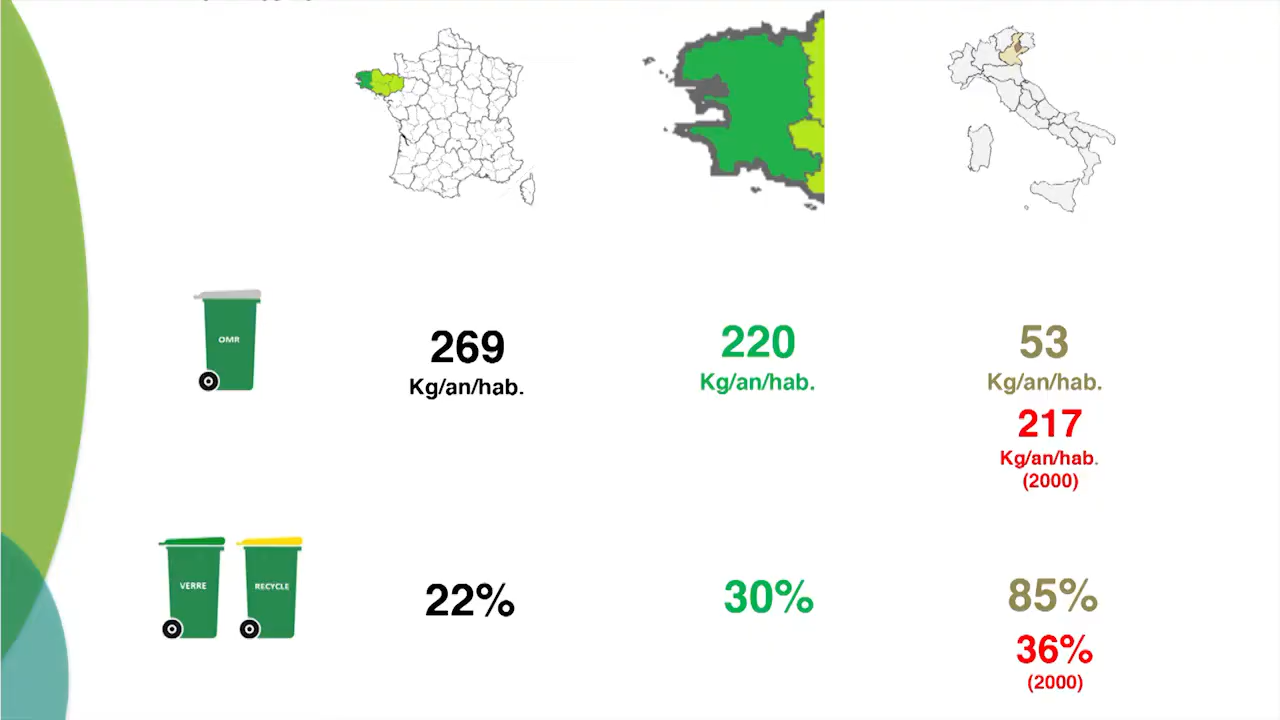 OMR
269
Kg/an/hab.
220
Kg/an/hab.
53
Kg/an/hab.
217
Kg/an/hab.
(2000)
VERRE
RECYCLE
22%
30%
85%
36%
(2000)